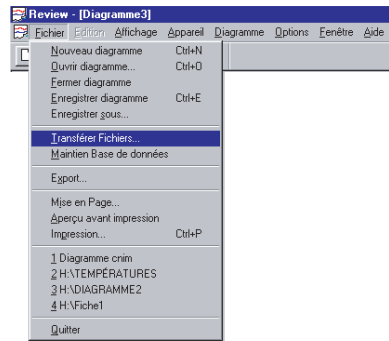 Review - [Diagramme3]
Fichier Edition Affichage Appareil Diagramme Options Fenêtre Aide
Nouveau diagramme Ctrl+N
Ouvrir diagramme... Ctrl+O
Fermer diagramme
Enregistrer diagramme Ctrl+E
Enregistrer sous...
Transférer Fichiers...
Maintien Base de données
Export...
Mise en Page...
Aperçu avant impression
Impression... Ctrl+P
1 Diagramme cnim
2 H:\TEMPÉRATURES
3 H:\DIAGRAMME2
4 H:\Fiche1
Quitter